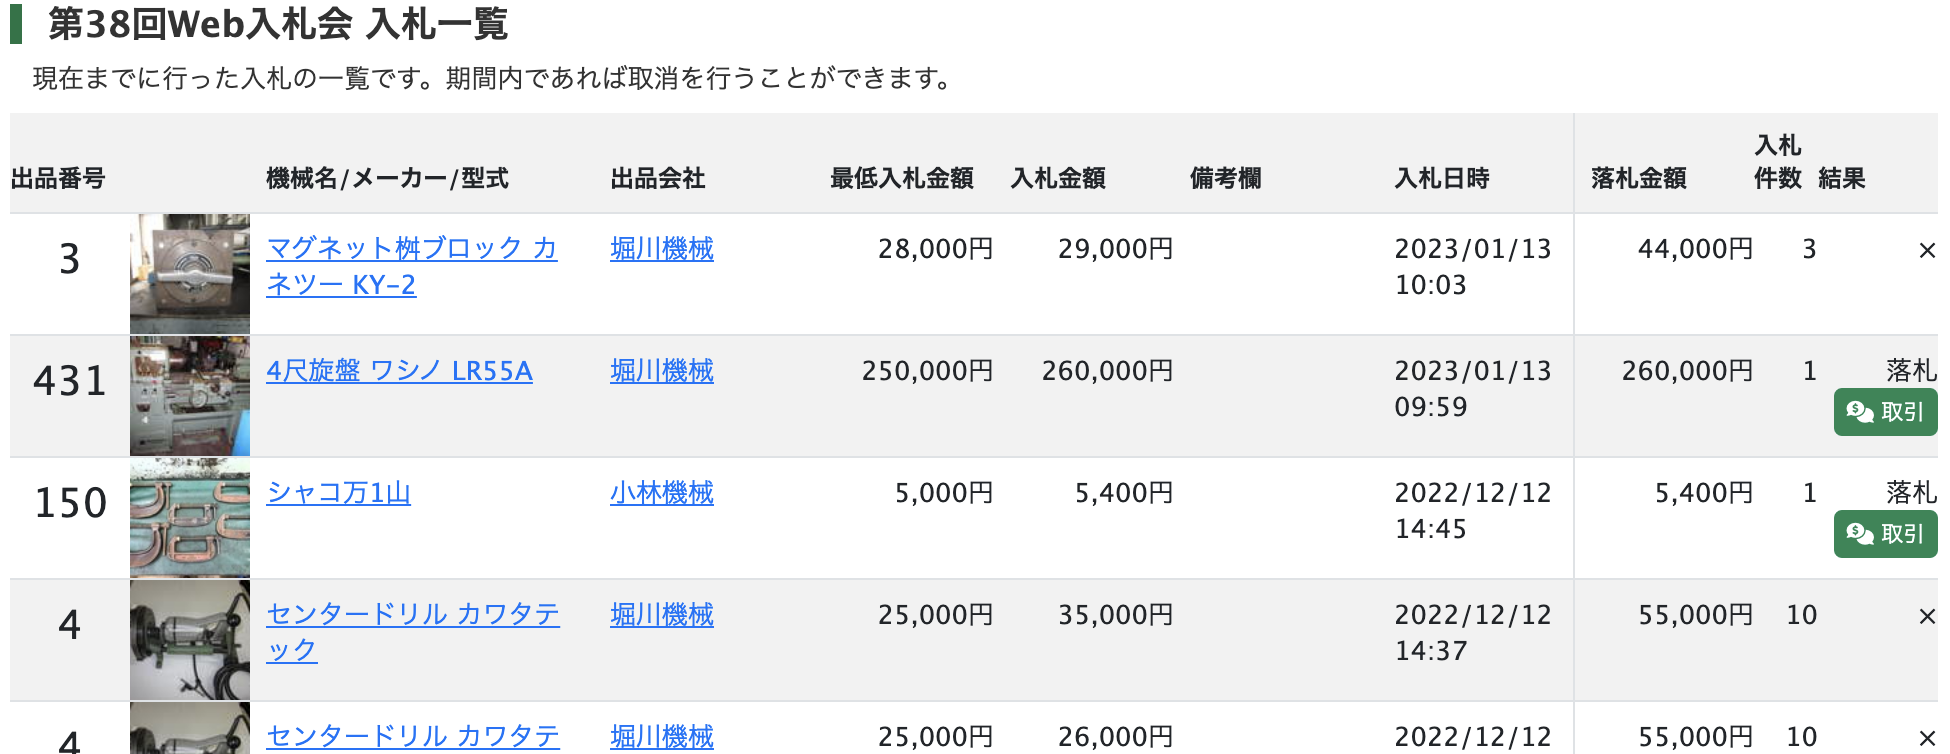 第38回Web入札会 入札一覧
現在までに行った入札の一覧です。期間内であれば取消を行うことができます。
出品番号 機械名/メーカー/型式 出品会社 最低入札金額 入札金額 備考欄 入札日時 落札金額 入札件数 結果
3 マグネット桝ブロック カ 堀川機械 28,000円 29,000円 2023/01/13 44,000円 3 ×
ネツー KY-2 10:03
431 4尺旋盤 ワシノ LR55A 堀川機械 250,000円 260,000円 2023/01/13 260,000円 1 落札
09:59 取引
150 シャコ万1山 小林機械 5,000円 5,400円 2022/12/12 5,400円 1 落札
14:45 取引
4 センタードリル カワタテ 堀川機械 25,000円 35,000円 2022/12/12 55,000円 10 ×
ック 14:37
4 センタードリル カワタテ 堀川機械 25,000円 26,000円 2022/12/12 55,000円 10 ×